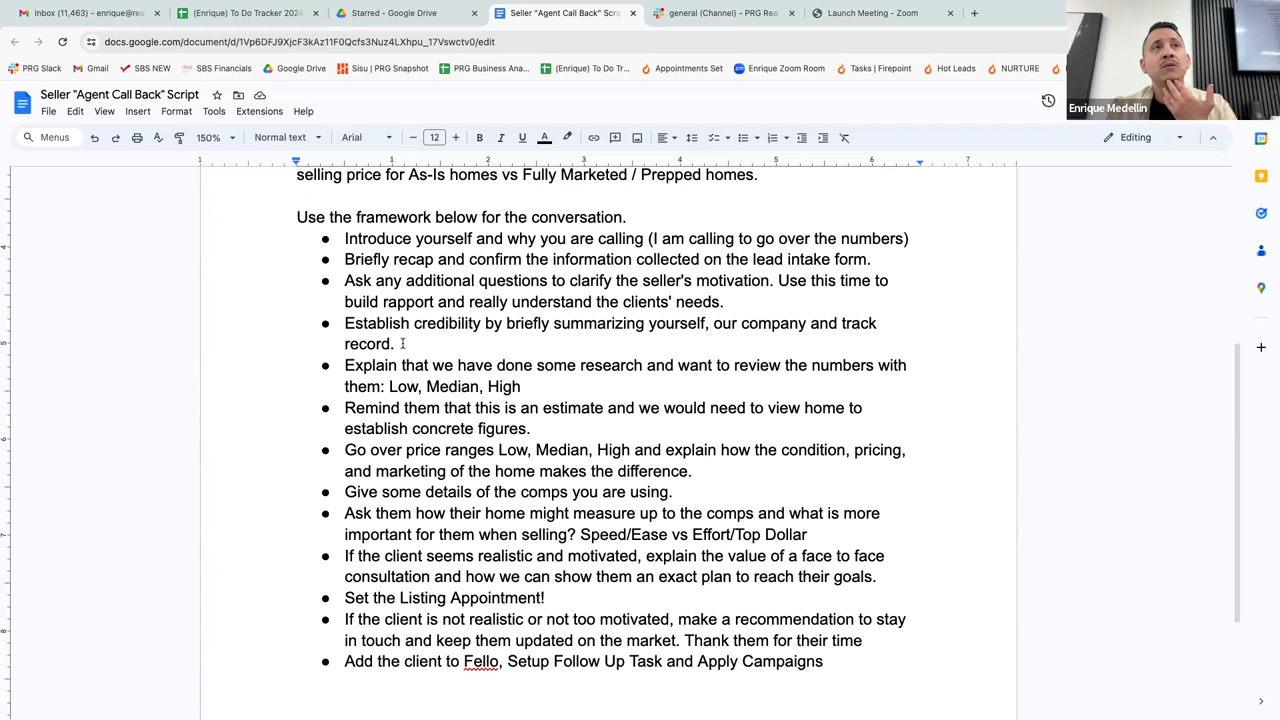 Inbox (11,463) - enrique@rea
(Enrique) To Do Tracker 2024
Starred - Google Drive
Seller "Agent Call Back" Script
general (Channel) - PRG Rea
Launch Meeting - Zoom
docs.google.com/document/d/1Vp6DFJ9XjcF3kAz11F0Qcfs3Nuz4LXhpu_17Vswctvg/edit
PRG Slack
Gmail
SBS NEW
SBS Financials
Google Drive
Sisu | PRG Snapshot
PRG Business Ana...
(Enrique) To Do Tr...
Appointments Set
Enrique Zoom Room
Tasks | Firepoint
Hot Leads
NURTURE
Enrique Medellin
Seller "Agent Call Back" Script
File Edit View Insert Format Tools Extensions Help
Menus
150%
Normal text
Arial
12
B I U A
Editing
1 1 2 3 4 5 6 7
selling price for As-Is homes vs Fully Marketed / Prepped homes.
Use the framework below for the conversation.
● Introduce yourself and why you are calling (I am calling to go over the numbers)
● Briefly recap and confirm the information collected on the lead intake form.
● Ask any additional questions to clarify the seller's motivation. Use this time to
build rapport and really understand the clients' needs.
● Establish credibility by briefly summarizing yourself, our company and track
record.
● Explain that we have done some research and want to review the numbers with
them: Low, Median, High
● Remind them that this is an estimate and we would need to view home to
establish concrete figures.
● Go over price ranges Low, Median, High and explain how the condition, pricing,
and marketing of the home makes the difference.
● Give some details of the comps you are using.
● Ask them how their home might measure up to the comps and what is more
important for them when selling? Speed/Ease vs Effort/Top Dollar
● If the client seems realistic and motivated, explain the value of a face to face
consultation and how we can show them an exact plan to reach their goals.
● Set the Listing Appointment!
● If the client is not realistic or not too motivated, make a recommendation to stay
in touch and keep them updated on the market. Thank them for their time
● Add the client to Fello, Setup Follow Up Task and Apply Campaigns